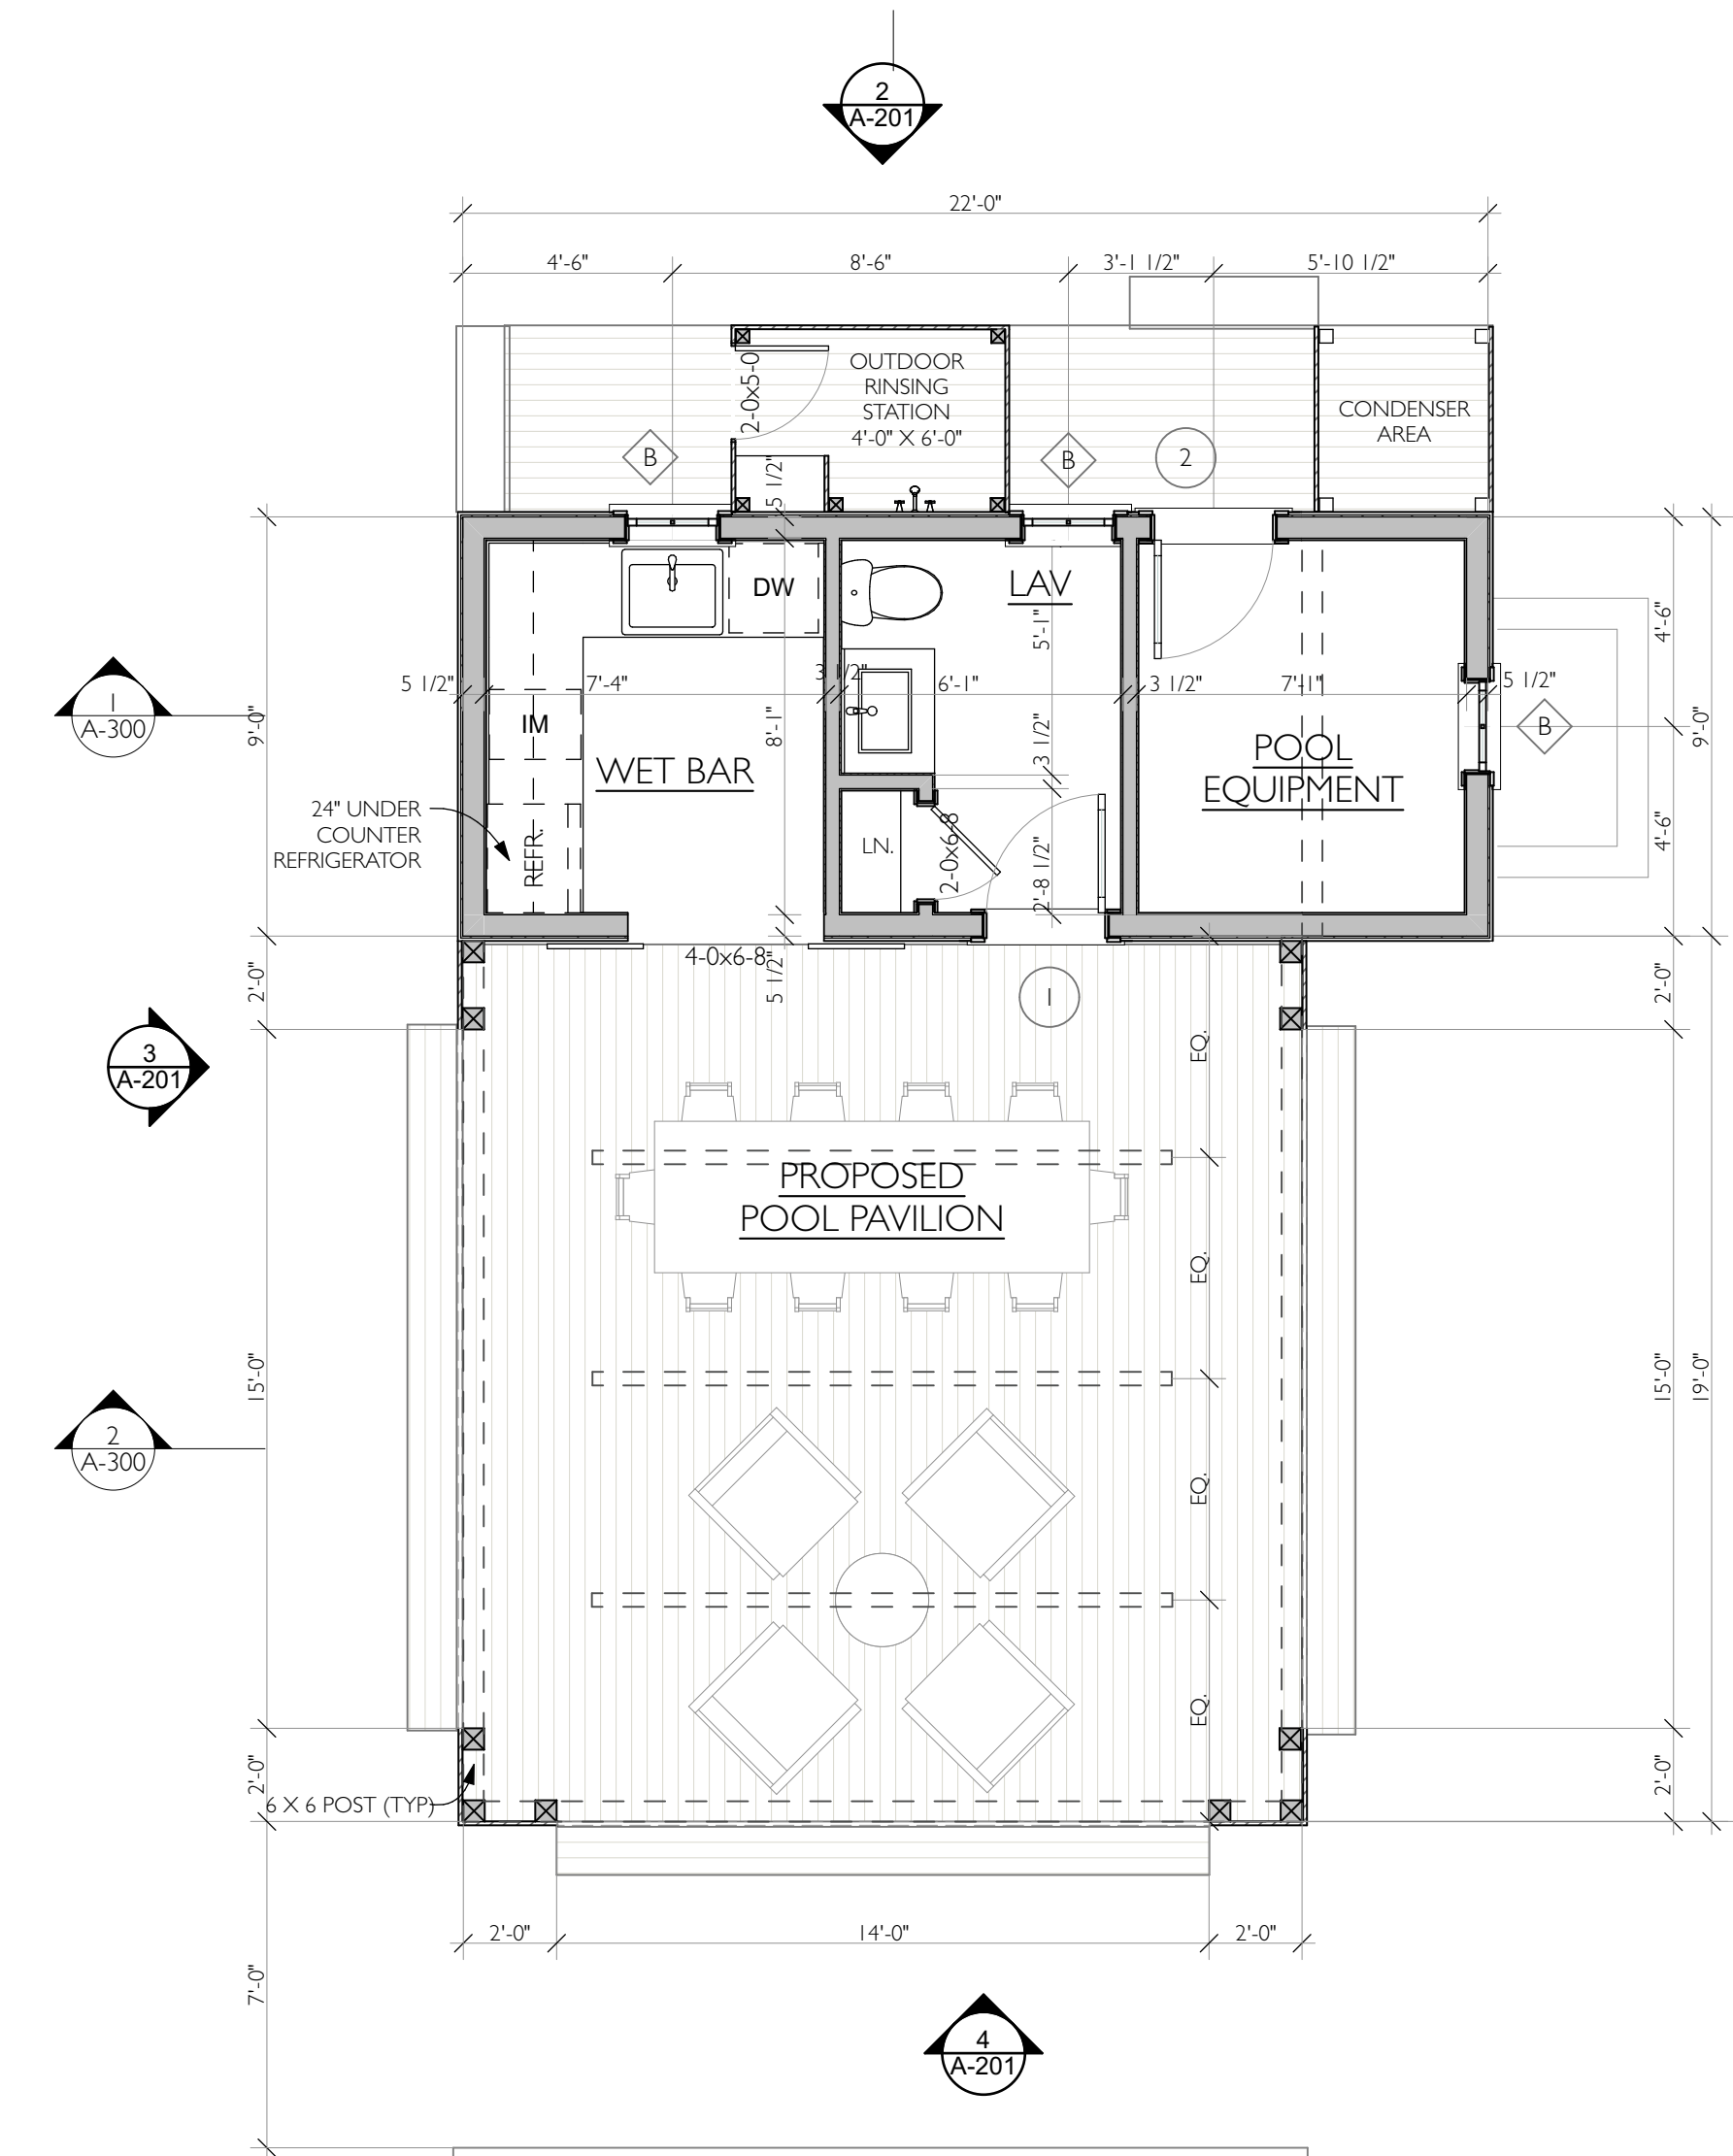 2
A-201
22'-0"
4'-6"
8'-6"
3'-1 1/2"
5'-10 1/2"
2-0x5-0
OUTDOOR
RINSING
STATION
4'-0" X 6'-0"
CONDENSER
AREA
B
B
2
5 1/2"
DW
LAV
5'-1"
4'-6"
1
A-300
9'-0"
5 1/2"
7'-4"
3 1/2"
6'-1"
3 1/2"
7'-1"
5 1/2"
IM
8'-1"
3 1/2"
B
9'-0"
WET BAR
POOL
EQUIPMENT
24" UNDER
COUNTER
REFRIGERATOR
REFR.
LN.
2-0x6-8
2'-8 1/2"
4'-6"
4-0x6-8
5 1/2"
2'-0"
1
2'-0"
3
A-201
EQ.
PROPOSED
POOL PAVILION
EQ.
15'-0"
15'-0"
19'-0"
2
A-300
EQ.
EQ.
2'-0"
6 X 6 POST (TYP)
2'-0"
2'-0"
14'-0"
2'-0"
7'-0"
4
A-201